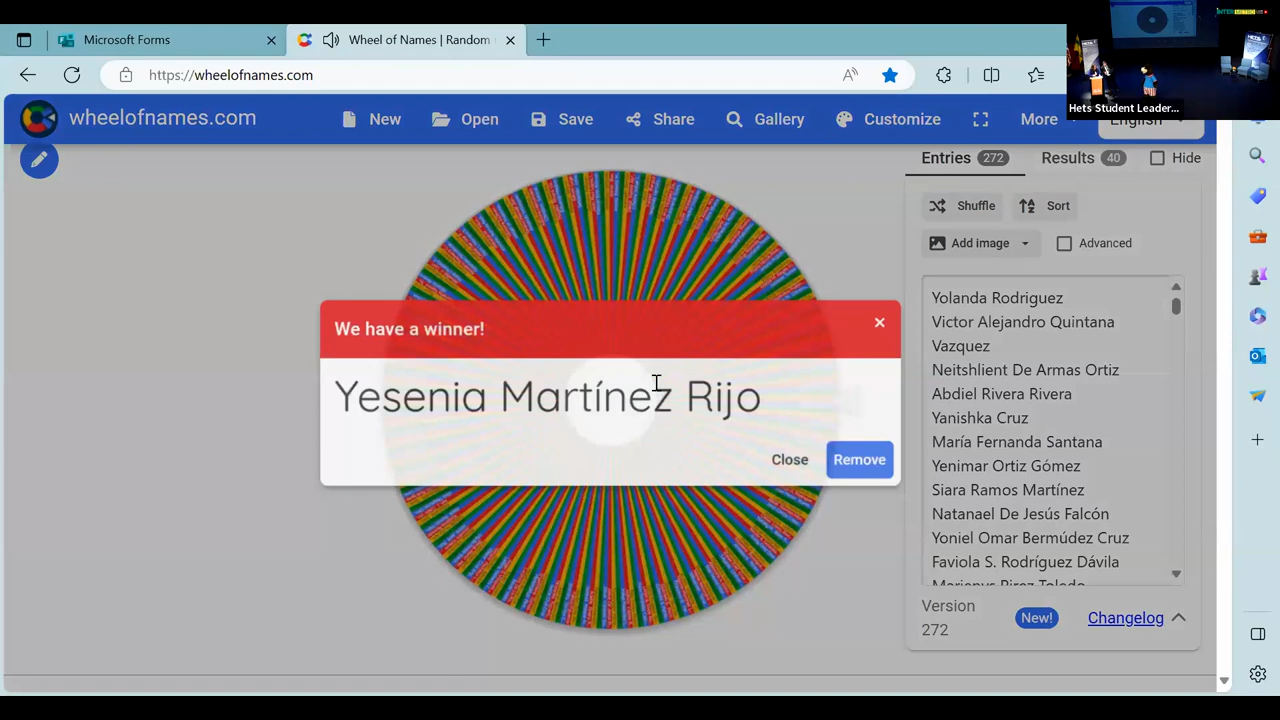 Microsoft Forms
Wheel of Names | Random
https://wheelofnames.com
Hets Student Leader...
wheelofnames.com
New
Open
Save
Share
Gallery
Customize
More
English
Entries 272
Results 40
Hide
Shuffle
Sort
Add image
Advanced
Yolanda Rodriguez
Victor Alejandro Quintana
Vazquez
Neitshlient De Armas Ortiz
Abdiel Rivera Rivera
Yanishka Cruz
María Fernanda Santana
Yenimar Ortiz Gómez
Siara Ramos Martínez
Natanael De Jesús Falcón
Yoniel Omar Bermúdez Cruz
Faviola S. Rodríguez Dávila
We have a winner!
Yesenia Martínez Rijo
Close
Remove
Version
272
New!
Changelog